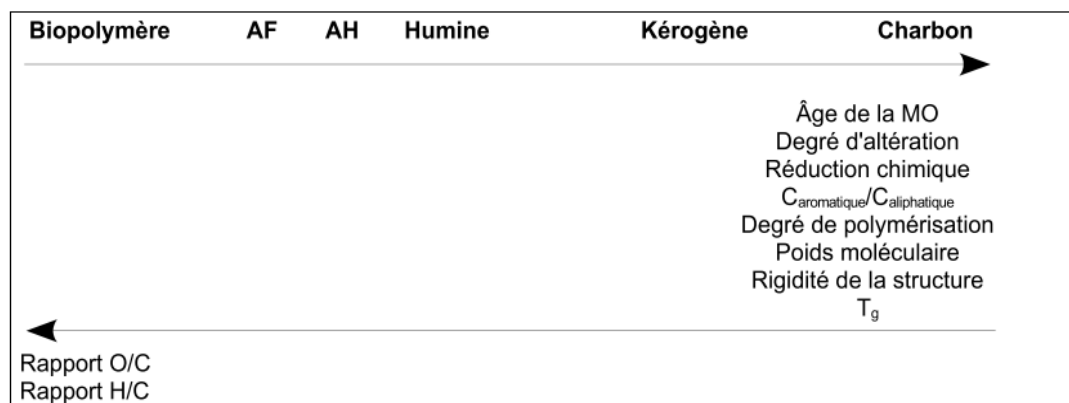 Biopolymère AF AH Humine Kérogène Charbon
Âge de la MO
Degré d'altération
Réduction chimique
Caromatique/Caliphatique
Degré de polymérisation
Poids moléculaire
Rigidité de la structure
Tg
Rapport O/C
Rapport H/C